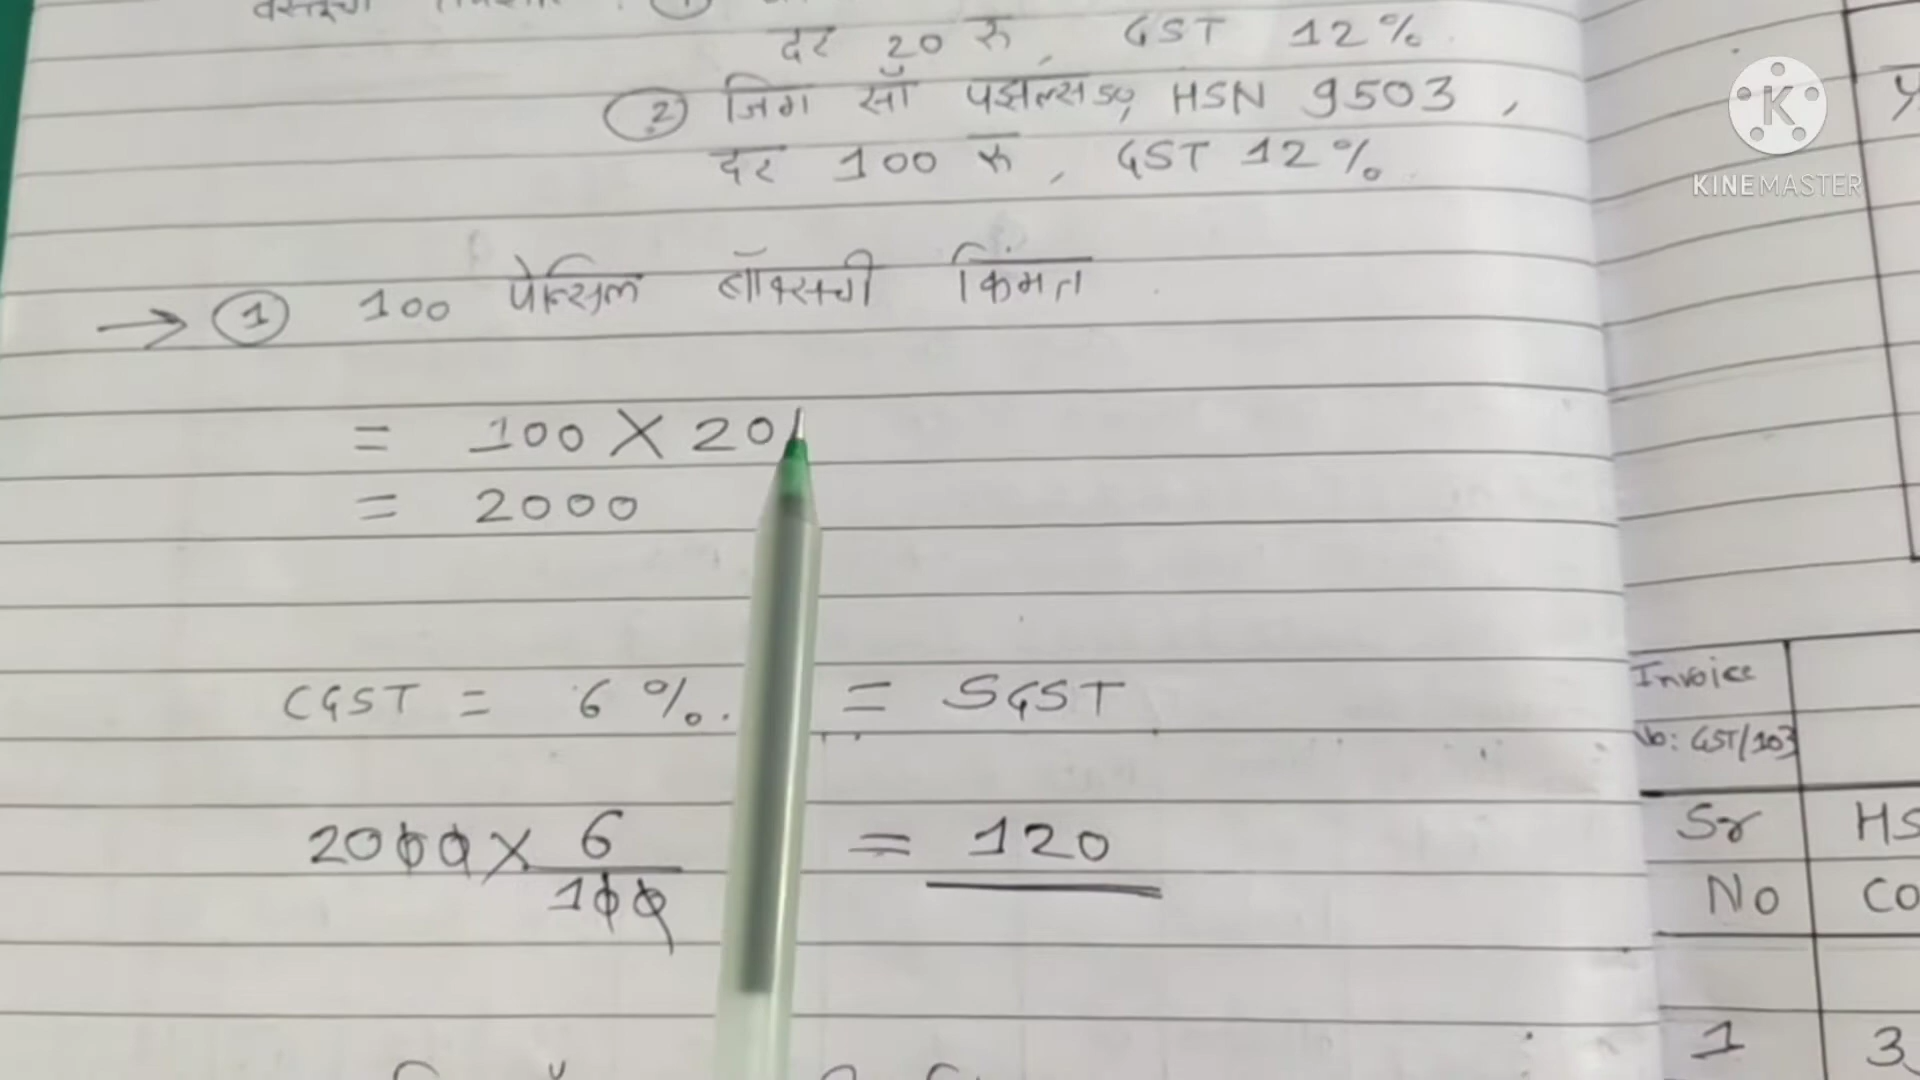 दर 20 रु, GST 12%.
② जिग सॉ पझल्स 50, HSN 9503,
दर 100 रु, GST 12%.
→ ① 100 पेन्सिल बॉक्सची किंमत
= 100 X 20
= 2000
CGST = 6%. = SGST
2000 X 6/100 = 120
Invoice
No: GST/103
Sr
No
HS
Co
1
3
K
KINEMASTER